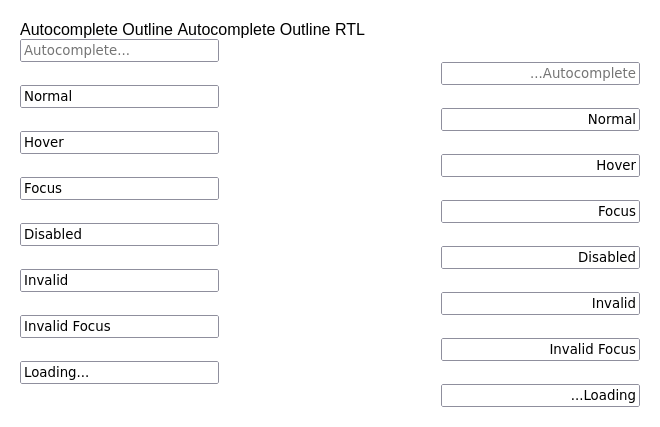 Autocomplete Outline Autocomplete Outline RTL
Autocomplete...
...Autocomplete
Normal
Normal
Hover
Hover
Focus
Focus
Disabled
Disabled
Invalid
Invalid
Invalid Focus
Invalid Focus
Loading...
...Loading